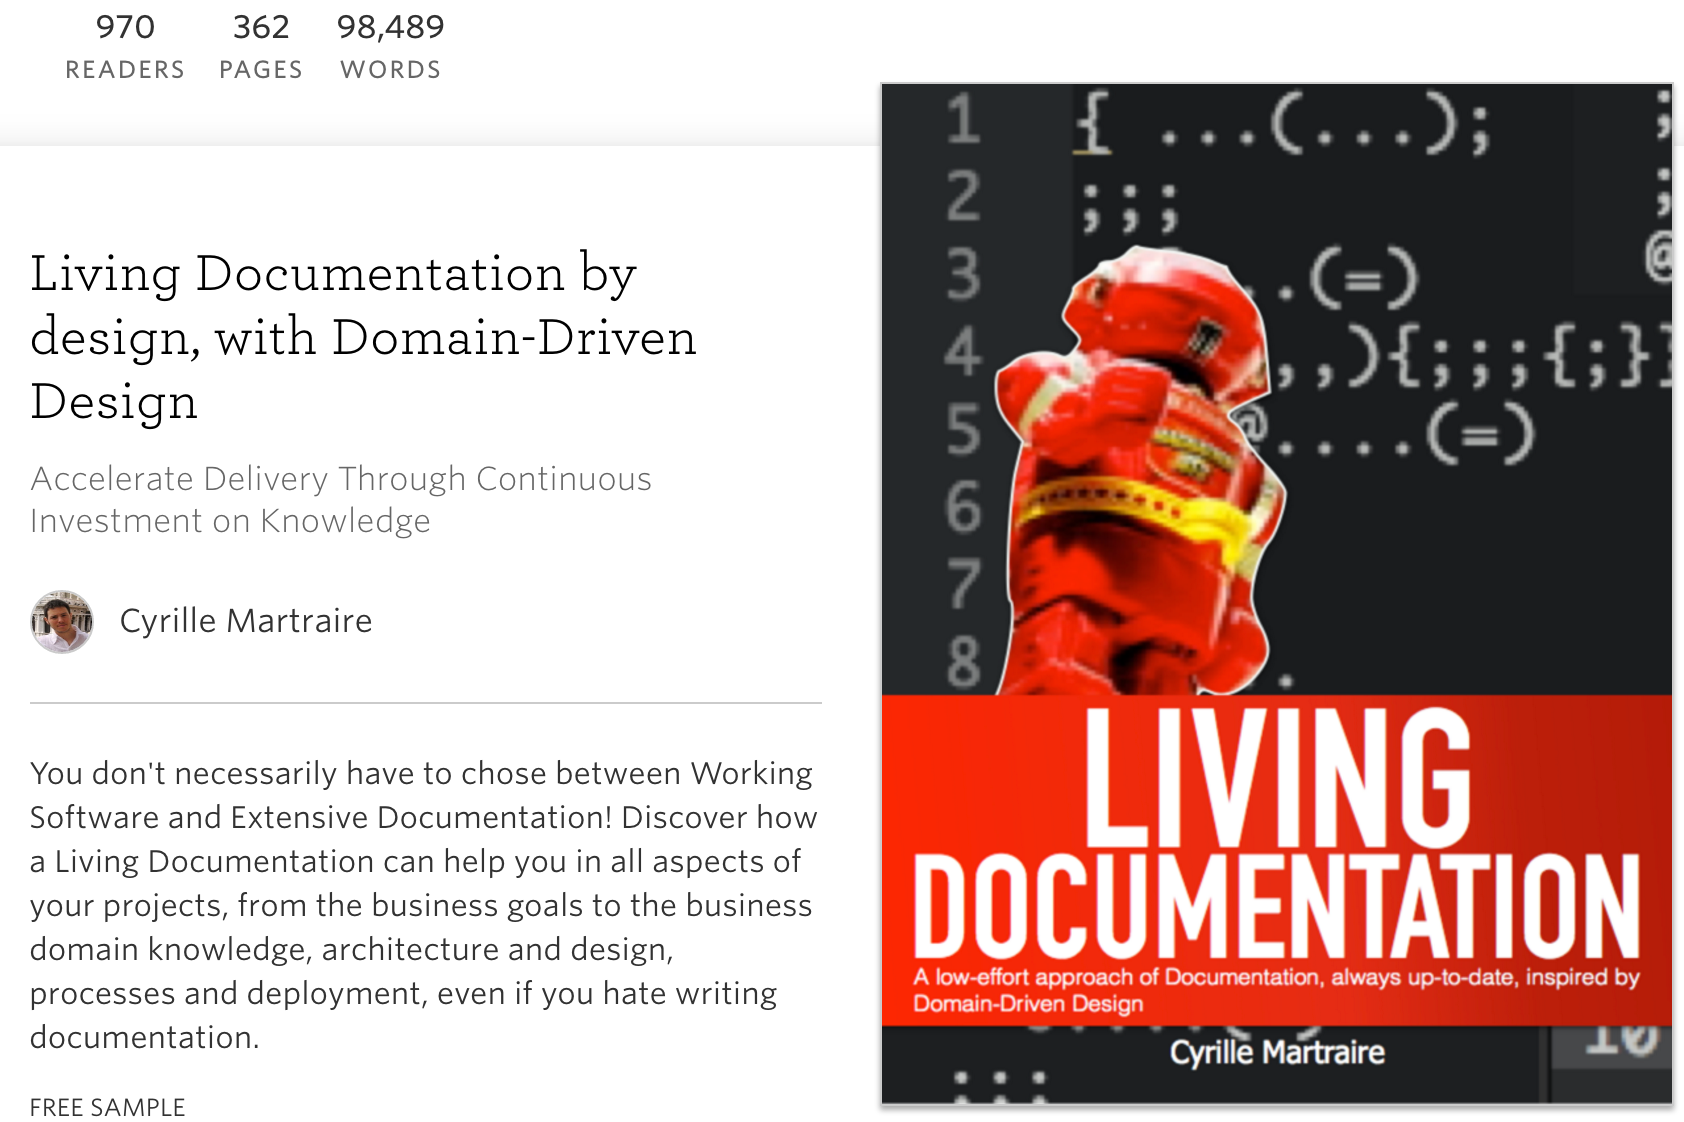 970 362 98,489
READERS PAGES WORDS
Living Documentation by
design, with Domain-Driven
Design
Accelerate Delivery Through Continuous
Investment on Knowledge
Cyrille Martraire
You don't necessarily have to chose between Working
Software and Extensive Documentation! Discover how
a Living Documentation can help you in all aspects of
your projects, from the business goals to the business
domain knowledge, architecture and design,
processes and deployment, even if you hate writing
documentation.
FREE SAMPLE
1 { ...(...); ;
2 ;;; ;
3 ..(=) @
4 ,,){;;;{;}}
5 @....(=)
6
7
8 .
LIVING
DOCUMENTATION
A low-effort approach of Documentation, always up-to-date, inspired by
Domain-Driven Design
Cyrille Martraire
10